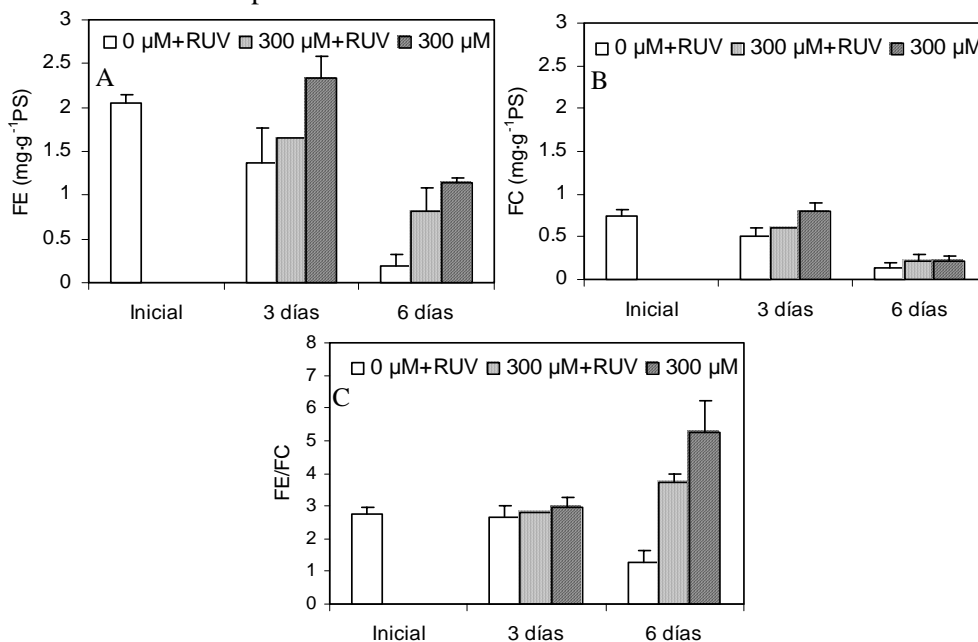 3
0 µM+RUV 300 µM+RUV 300 µM
2.5
A
2
1.5
1
0.5
0
FE (mg·g⁻¹PS)
Inicial 3 días 6 días
3
0 µM+RUV 300 µM+RUV 300 µM
2.5
B
2
1.5
1
0.5
0
FC (mg·g⁻¹PS)
Inicial 3 días 6 días
8
0 µM+RUV 300 µM+RUV 300 µM
7
C
6
5
4
3
2
1
0
FE/FC
Inicial 3 días 6 días